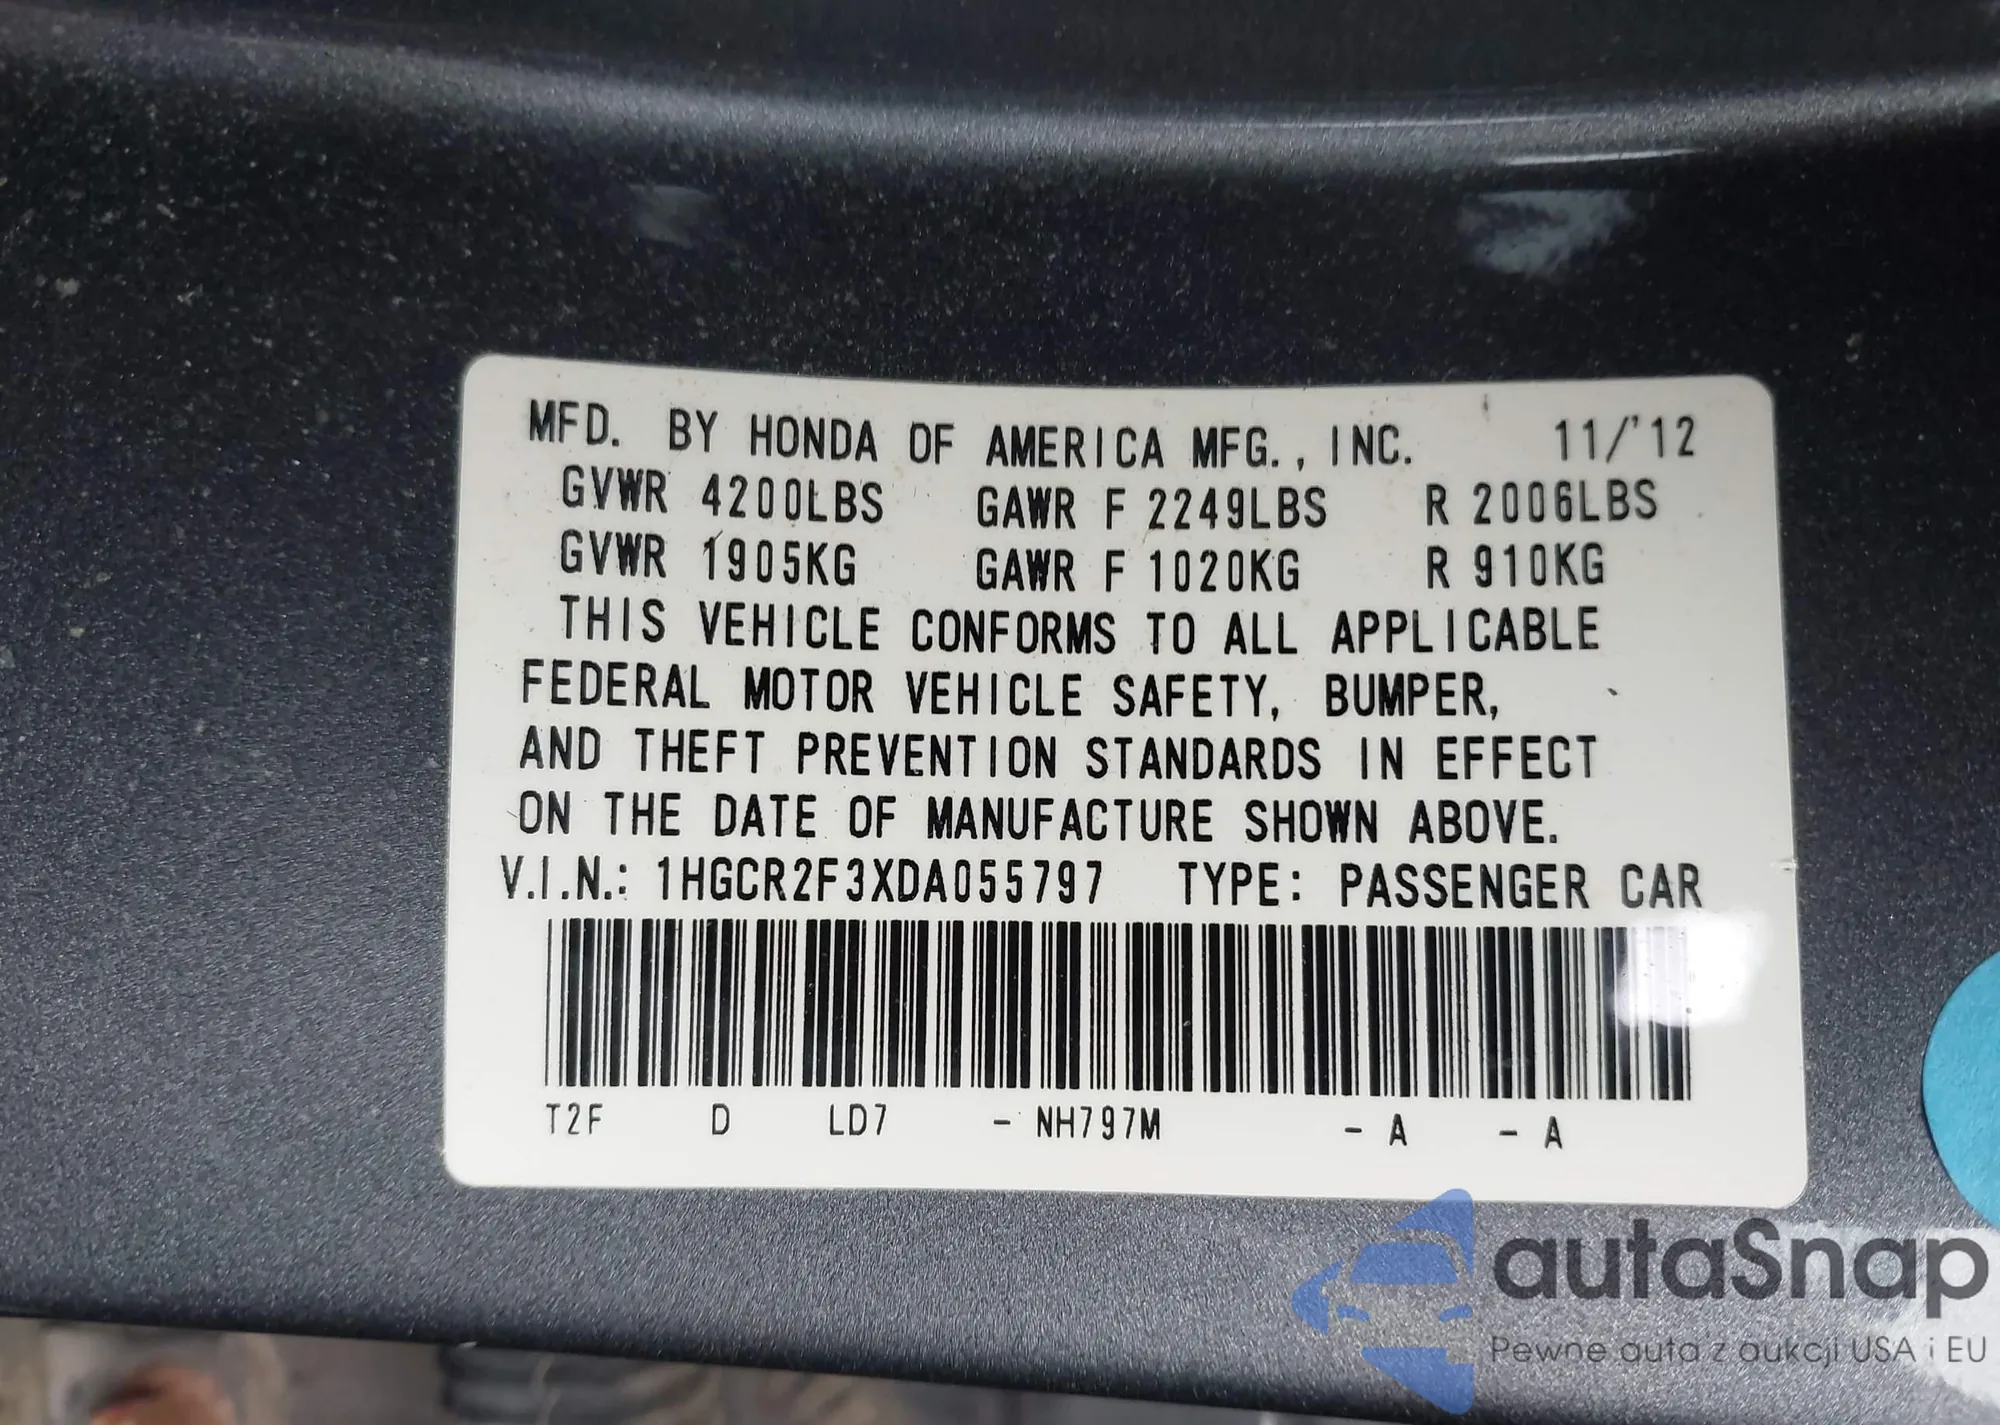 MFD. BY HONDA OF AMERICA MFG., INC. 11/'12
GVWR 4200LBS GAWR F 2249LBS R 2006LBS
GVWR 1905KG GAWR F 1020KG R 910KG
THIS VEHICLE CONFORMS TO ALL APPLICABLE
FEDERAL MOTOR VEHICLE SAFETY, BUMPER,
AND THEFT PREVENTION STANDARDS IN EFFECT
ON THE DATE OF MANUFACTURE SHOWN ABOVE.
V.I.N.: 1HGCR2F3XDA055797 TYPE: PASSENGER CAR
T2F D LD7 - NH797M - A - A
autaSnap
Pewne auta z aukcji USA i EU